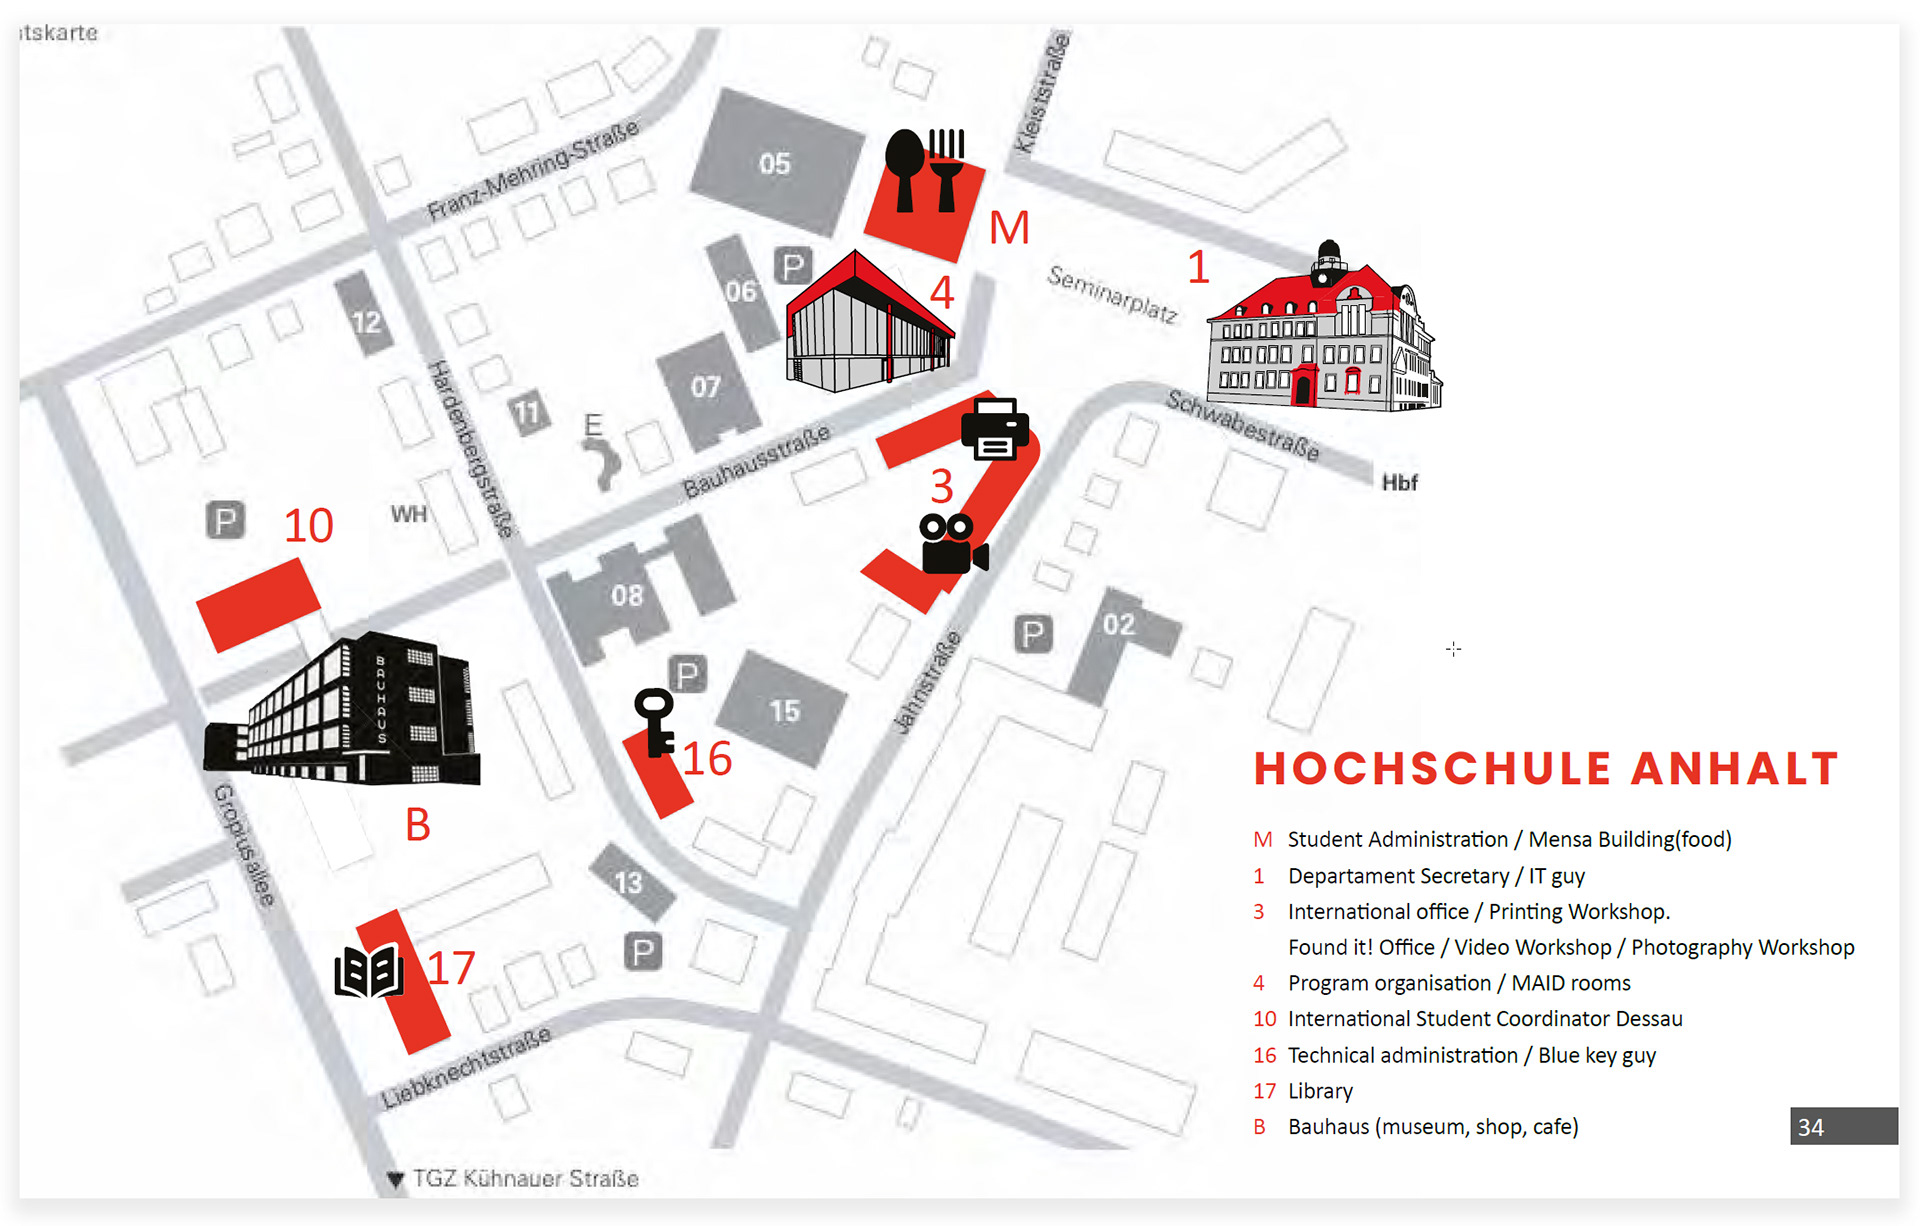 ıtskarte
Kleiststraße
Franz-Mehring-Straße
05
M
P
06
4
1
Seminarplatz
12
07
Hardenbergstraße
11
E
Bauhausstraße
Schwabestraße
Hbf
3
P
10
WH
08
P
02
P
Jahnstraße
15
16
BAUHAUS
B
Gropiusallee
13
P
17
Liebknechtstraße
TGZ Kühnauer Straße
HOCHSCHULE ANHALT
M Student Administration / Mensa Building(food)
1 Departament Secretary / IT guy
3 International office / Printing Workshop.
Found it! Office / Video Workshop / Photography Workshop
4 Program organisation / MAID rooms
10 International Student Coordinator Dessau
16 Technical administration / Blue key guy
17 Library
B Bauhaus (museum, shop, cafe)
34